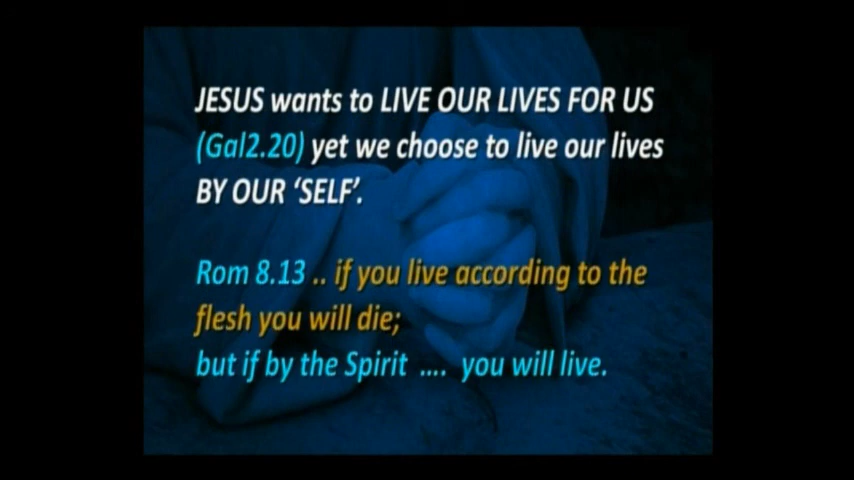 JESUS wants to LIVE OUR LIVES FOR US
(Gal2.20) yet we choose to live our lives
BY OUR ‘SELF’.
Rom 8.13 .. if you live according to the
flesh you will die;
but if by the Spirit .... you will live.